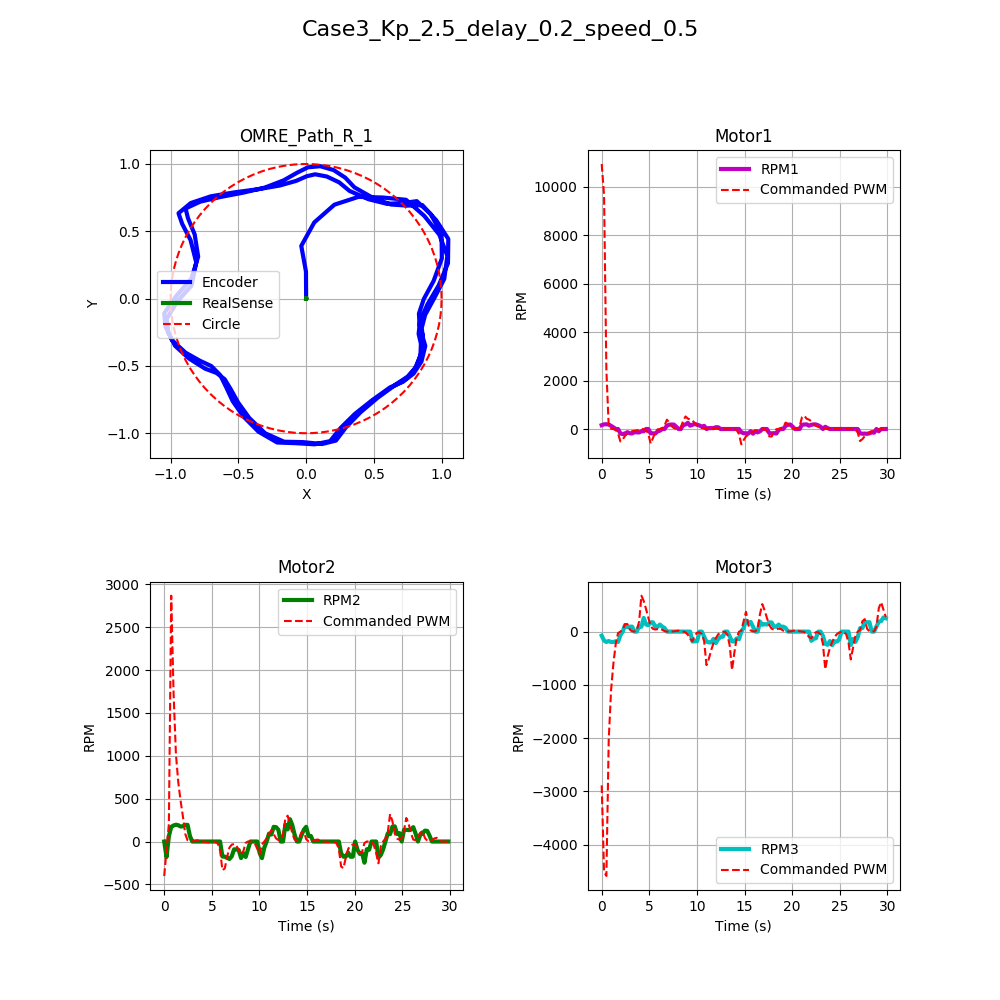 Case3_Kp_2.5_delay_0.2_speed_0.5
OMRE_Path_R_1
1.0
0.5
0.0
−0.5
−1.0
Y
Encoder
RealSense
Circle
−1.0
−0.5
0.0
0.5
1.0
X
Motor1
10000
8000
6000
4000
2000
0
RPM
RPM1
Commanded PWM
0
5
10
15
20
25
30
Time (s)
Motor2
3000
2500
2000
1500
1000
500
0
−500
RPM
RPM2
Commanded PWM
0
5
10
15
20
25
30
Time (s)
Motor3
0
−1000
−2000
−3000
−4000
RPM
RPM3
Commanded PWM
0
5
10
15
20
25
30
Time (s)